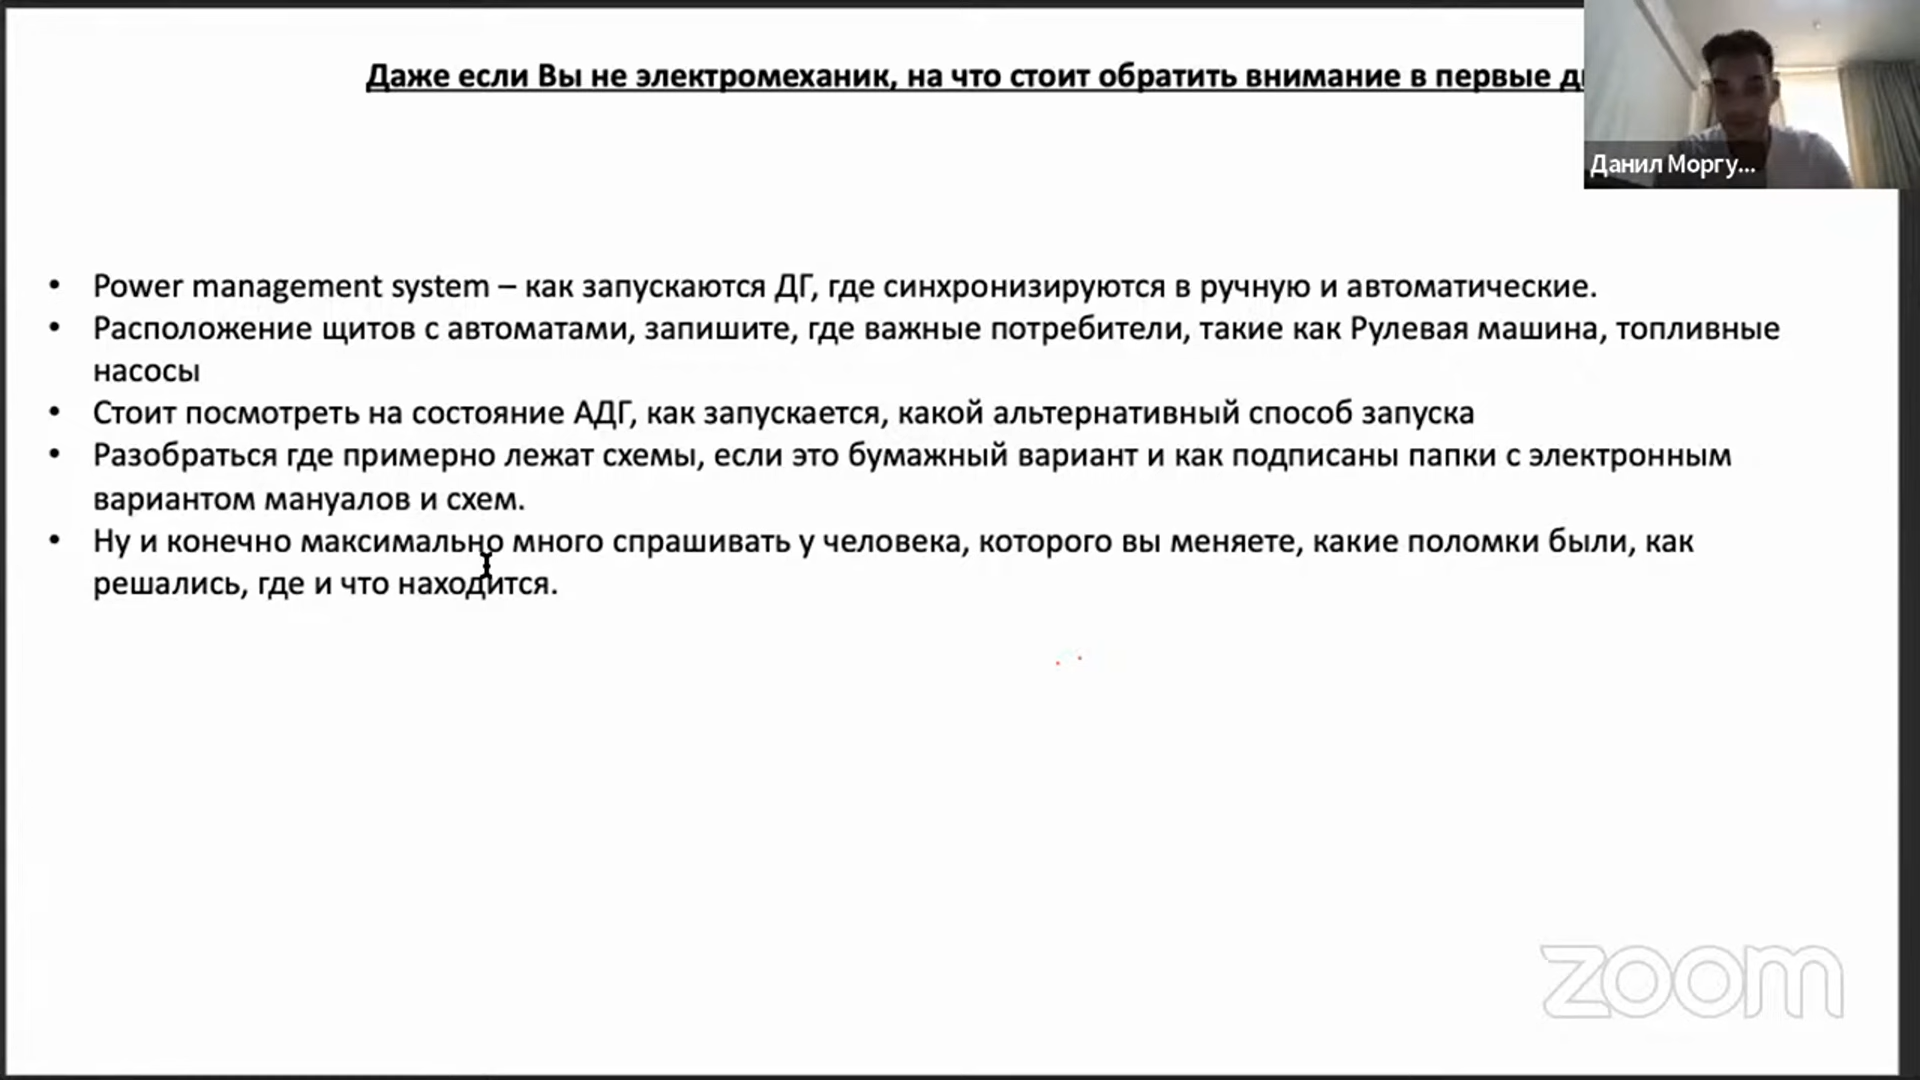 Даже если Вы не электромеханик, на что стоит обратить внимание в первые
Данил Моргу...
• Power management system – как запускаются ДГ, где синхронизируются в ручную и автоматические.
• Расположение щитов с автоматами, запишите, где важные потребители, такие как Рулевая машина, топливные
насосы
• Стоит посмотреть на состояние АДГ, как запускается, какой альтернативный способ запуска
• Разобраться где примерно лежат схемы, если это бумажный вариант и как подписаны папки с электронным
вариантом мануалов и схем.
• Ну и конечно максимально много спрашивать у человека, которого вы меняете, какие поломки были, как
решались, где и что находится.
zoom